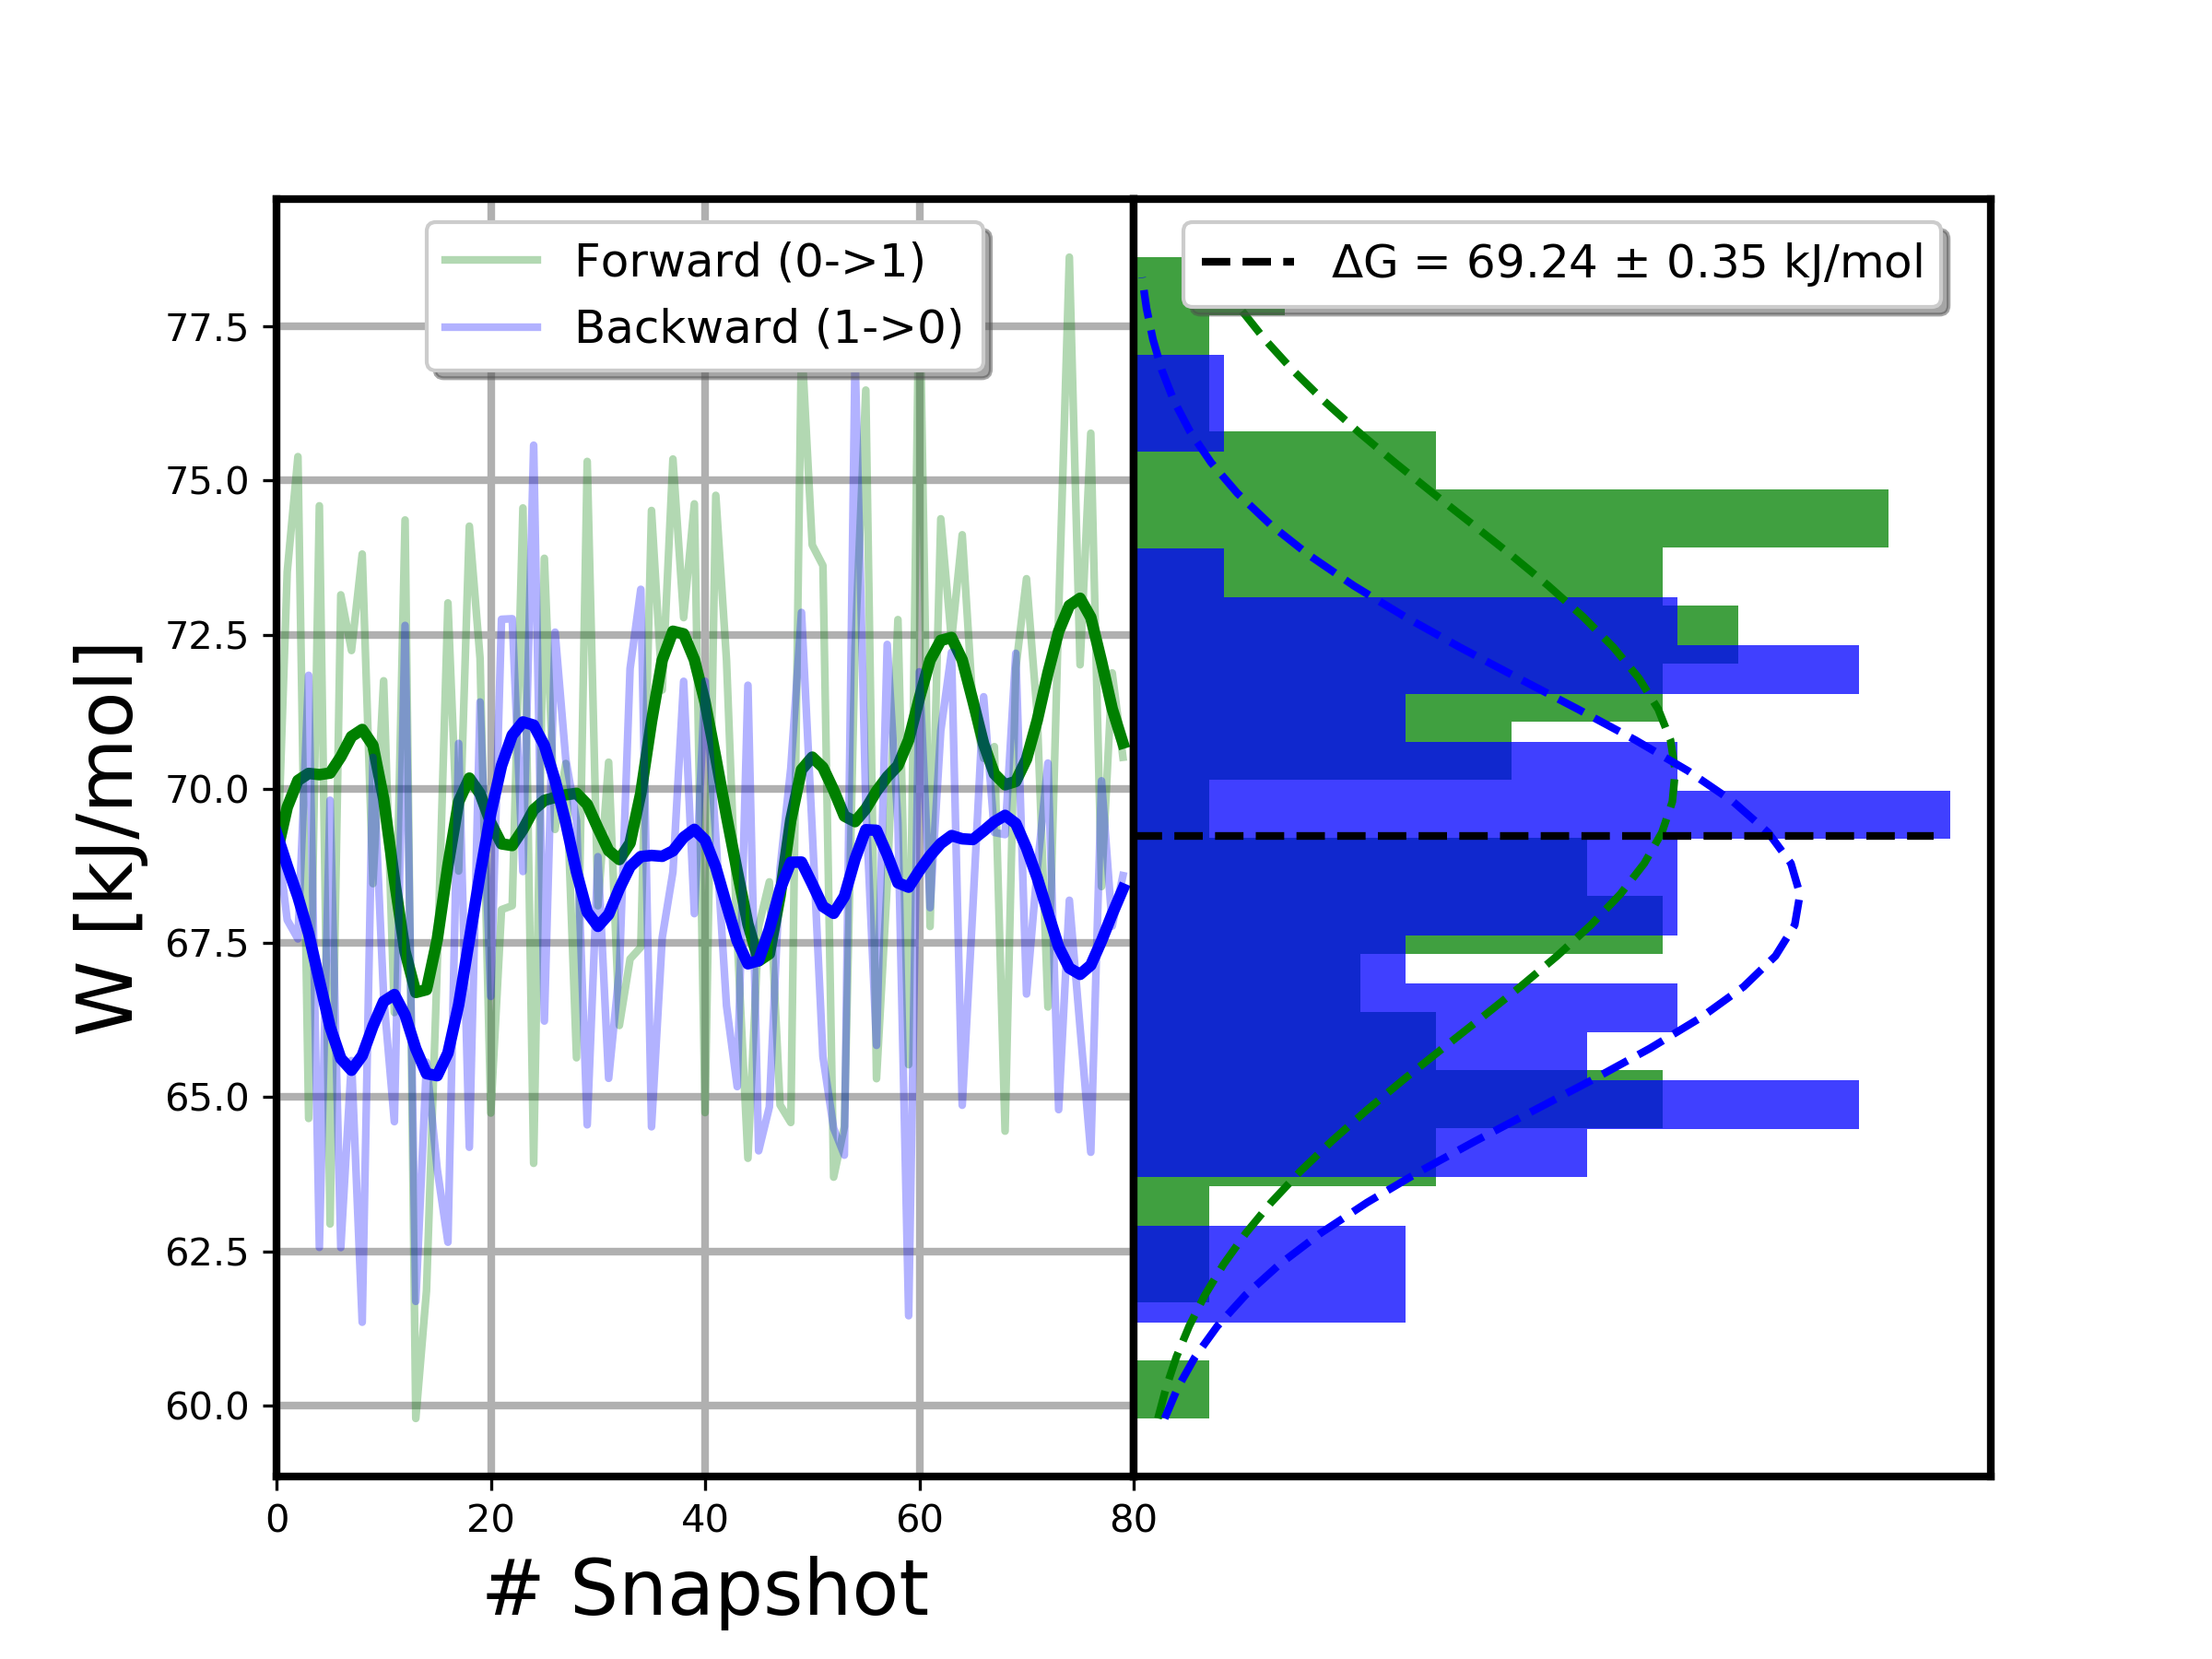 Forward (0->1)
Backward (1->0)
ΔG = 69.24 ± 0.35 kJ/mol
77.5
75.0
72.5
70.0
67.5
65.0
62.5
60.0
W [kJ/mol]
0
20
40
60
80
# Snapshot